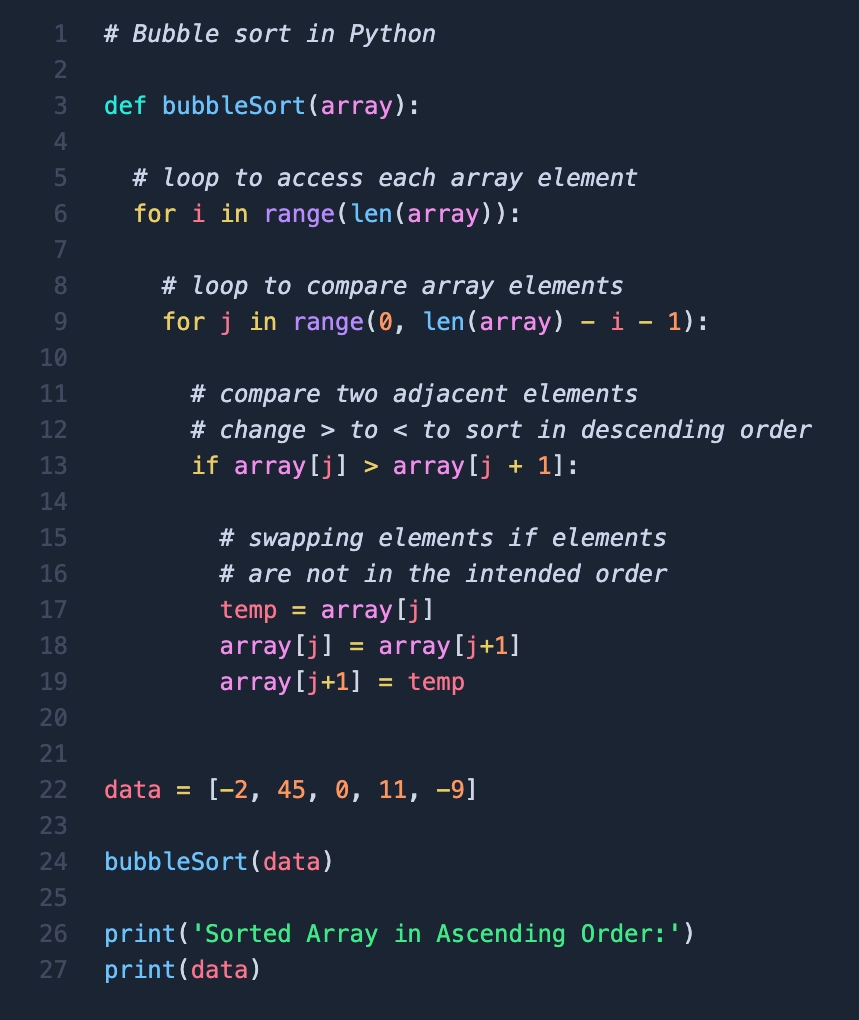 1 # Bubble sort in Python
2
3 def bubbleSort(array):
4
5   # loop to access each array element
6   for i in range(len(array)):
7
8     # loop to compare array elements
9     for j in range(0, len(array) - i - 1):
10
11       # compare two adjacent elements
12       # change > to < to sort in descending order
13       if array[j] > array[j + 1]:
14
15         # swapping elements if elements
16         # are not in the intended order
17         temp = array[j]
18         array[j] = array[j+1]
19         array[j+1] = temp
20
21
22 data = [-2, 45, 0, 11, -9]
23
24 bubbleSort(data)
25
26 print('Sorted Array in Ascending Order:')
27 print(data)